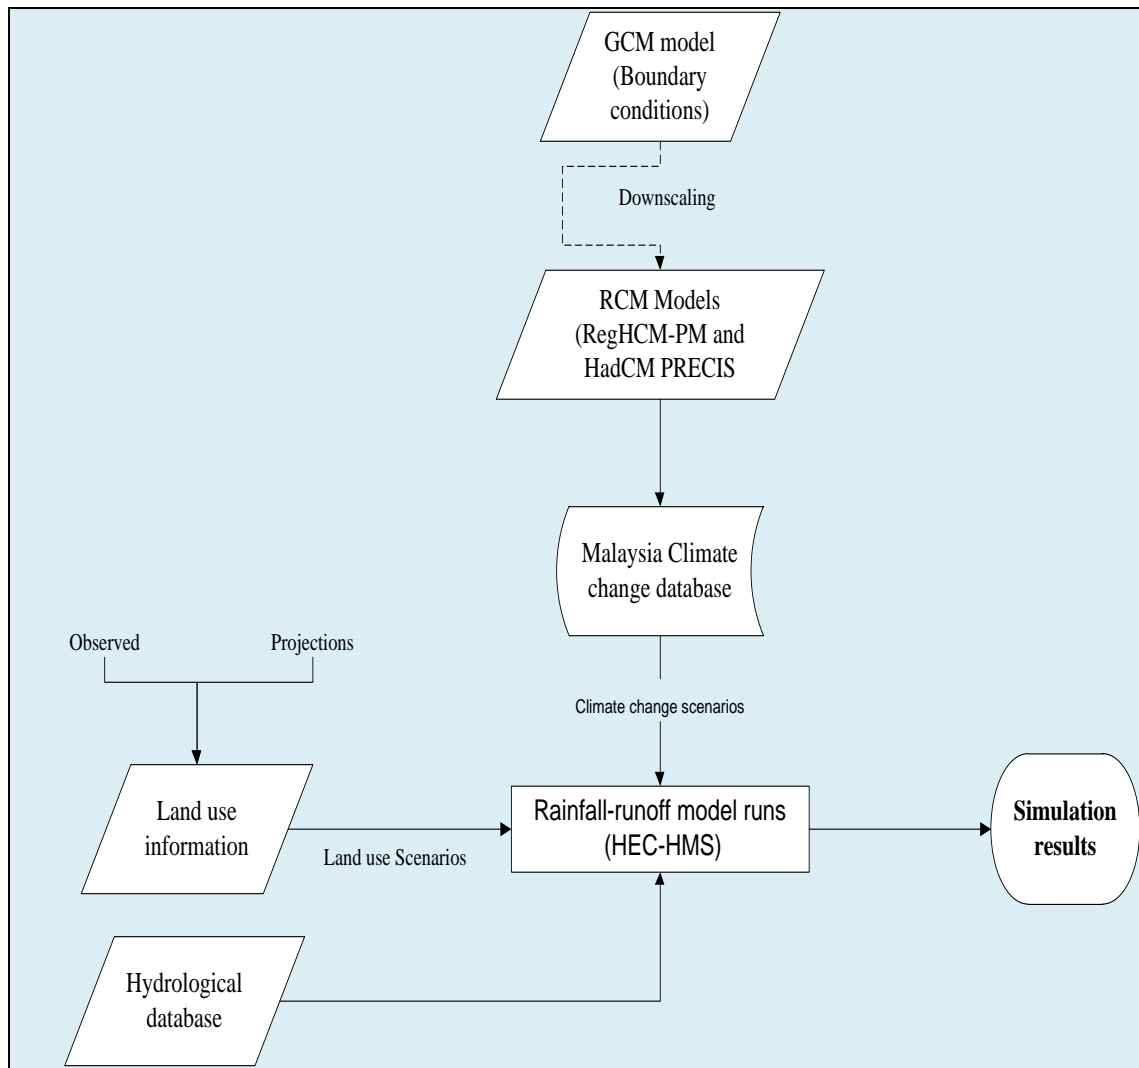 GCM model
(Boundary
conditions)
Downscaling
RCM Models
(RegHCM-PM and
HadCM PRECIS
Malaysia Climate
change database
Observed
Projections
Climate change scenarios
Land use
information
Land use Scenarios
Rainfall-runoff model runs
(HEC-HMS)
Simulation
results
Hydrological
database